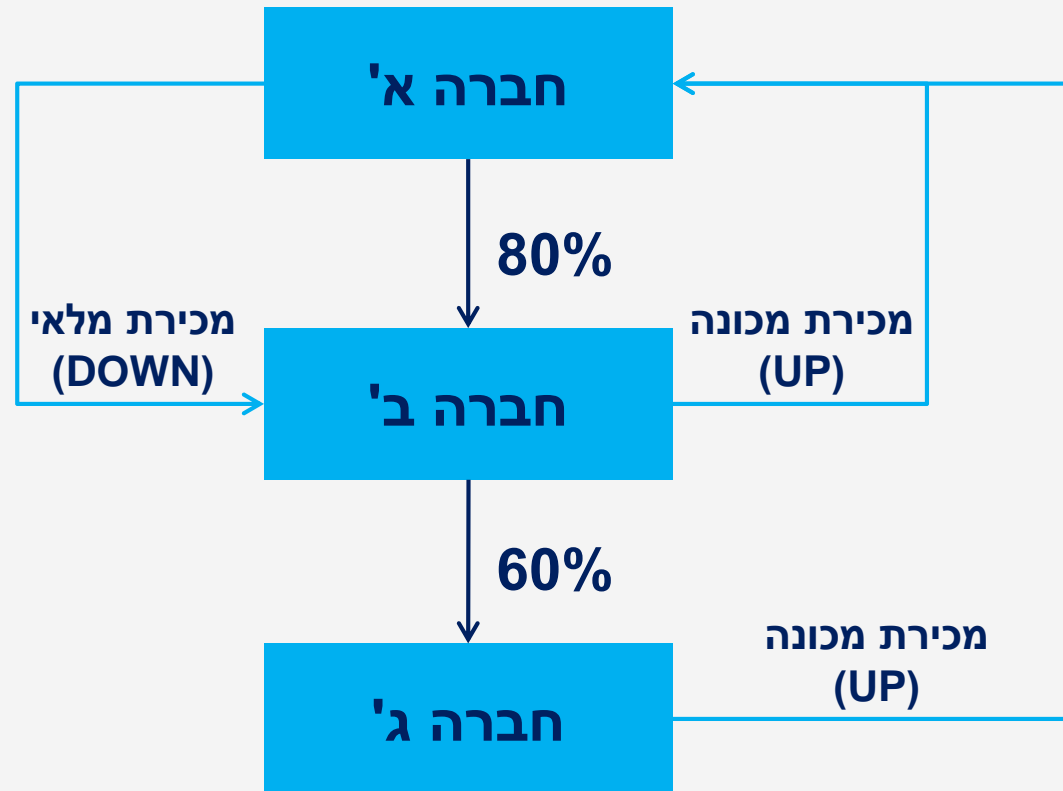 חברה א'
80%
מכירת מלאי
(DOWN)
מכירת מכונה
(UP)
חברה ב'
60%
מכירת מכונה
(UP)
חברה ג'